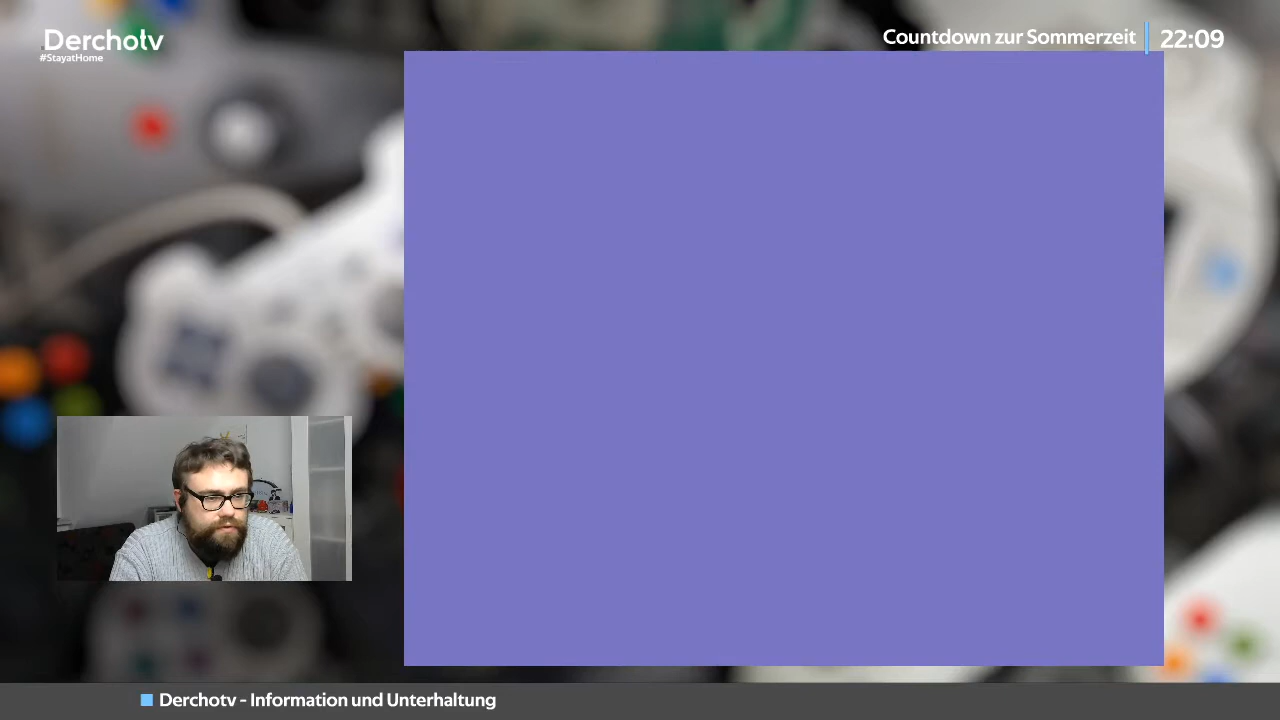 Derchotv
#StayatHome
Countdown zur Sommerzeit
22:09
Derchotv - Information und Unterhaltung